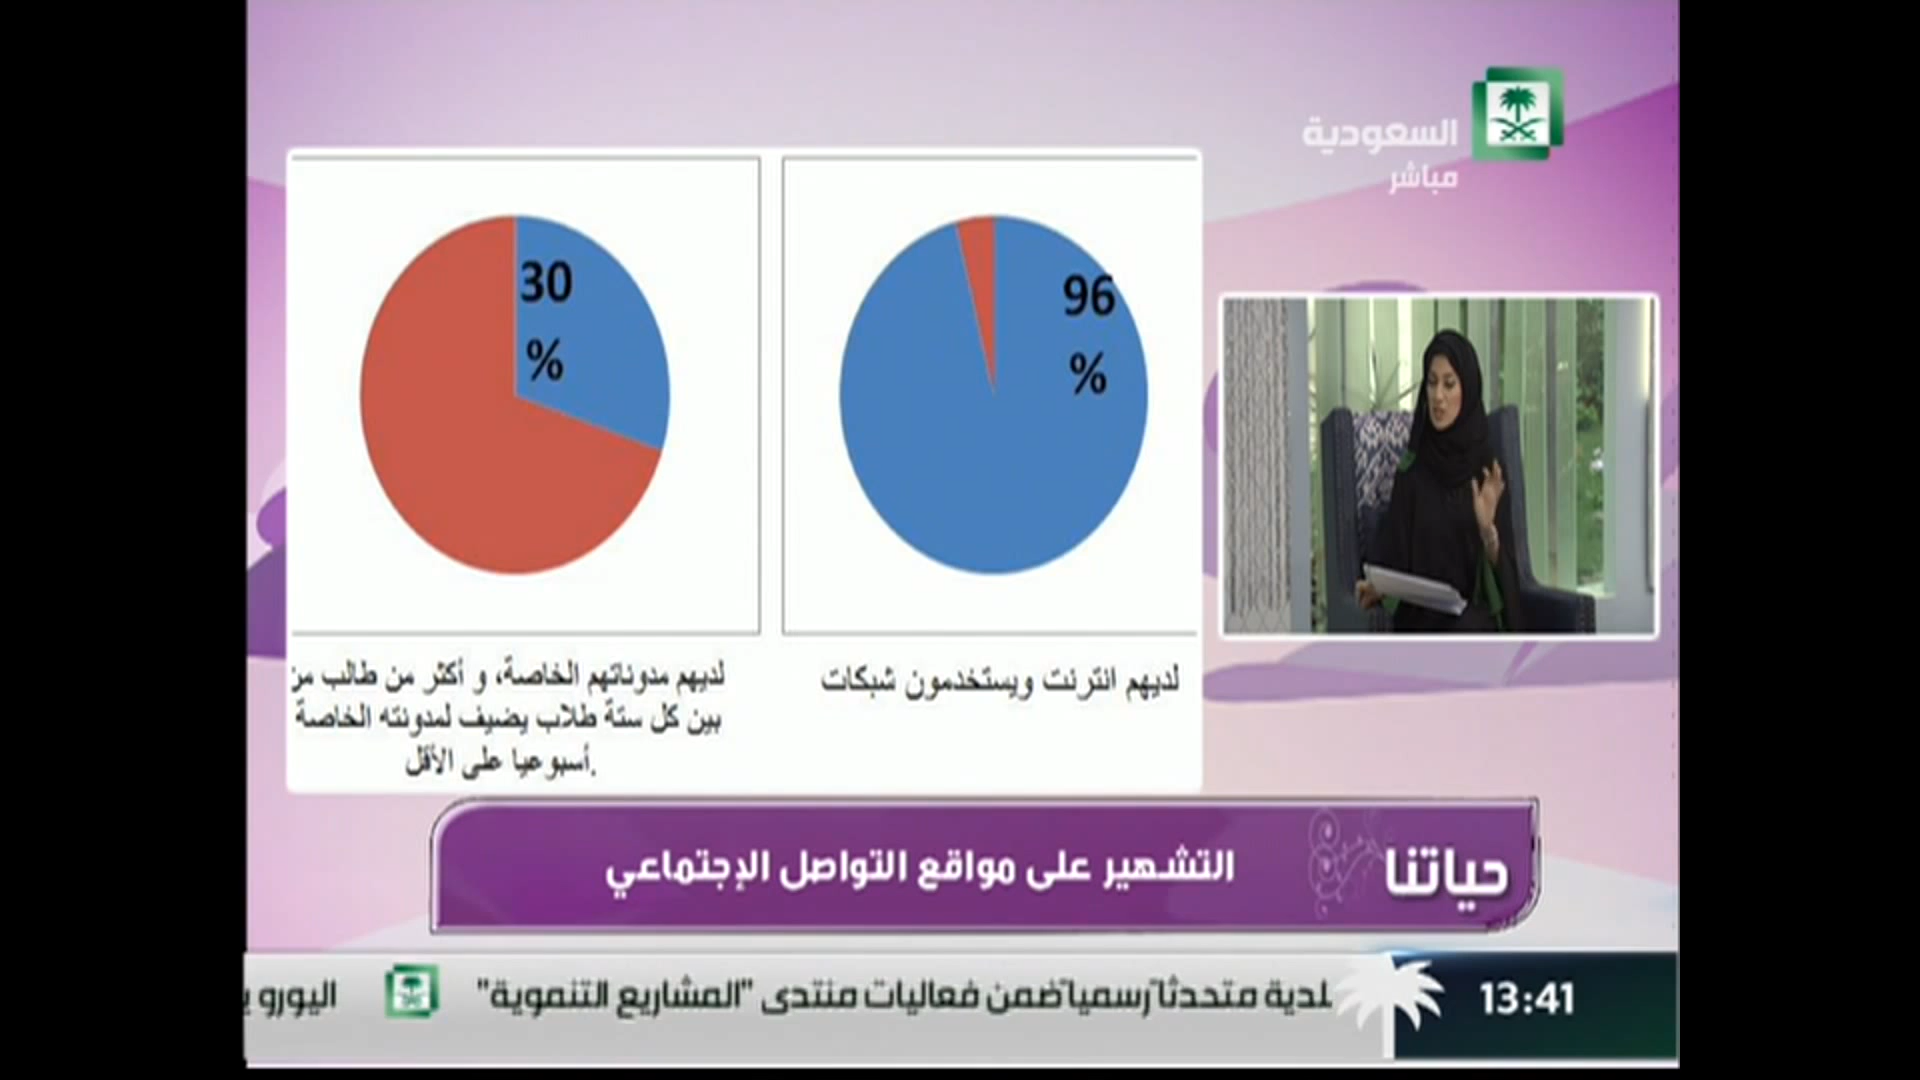 السعودية
مباشر
96
%
30
%
لديهم انترنت ويستخدمون شبكات
لديهم مدوناتهم الخاصة، و أكثر من طالب من
بين كل ستة طلاب يضيف لمدونته الخاصة
أسبوعيا على الأقل.
حياتنا
التشهير على مواقع التواصل الإجتماعي
13:41
لدية متحدثاً رسمياً ضمن فعاليات منتدى "المشاريع التنموية"
اليورو